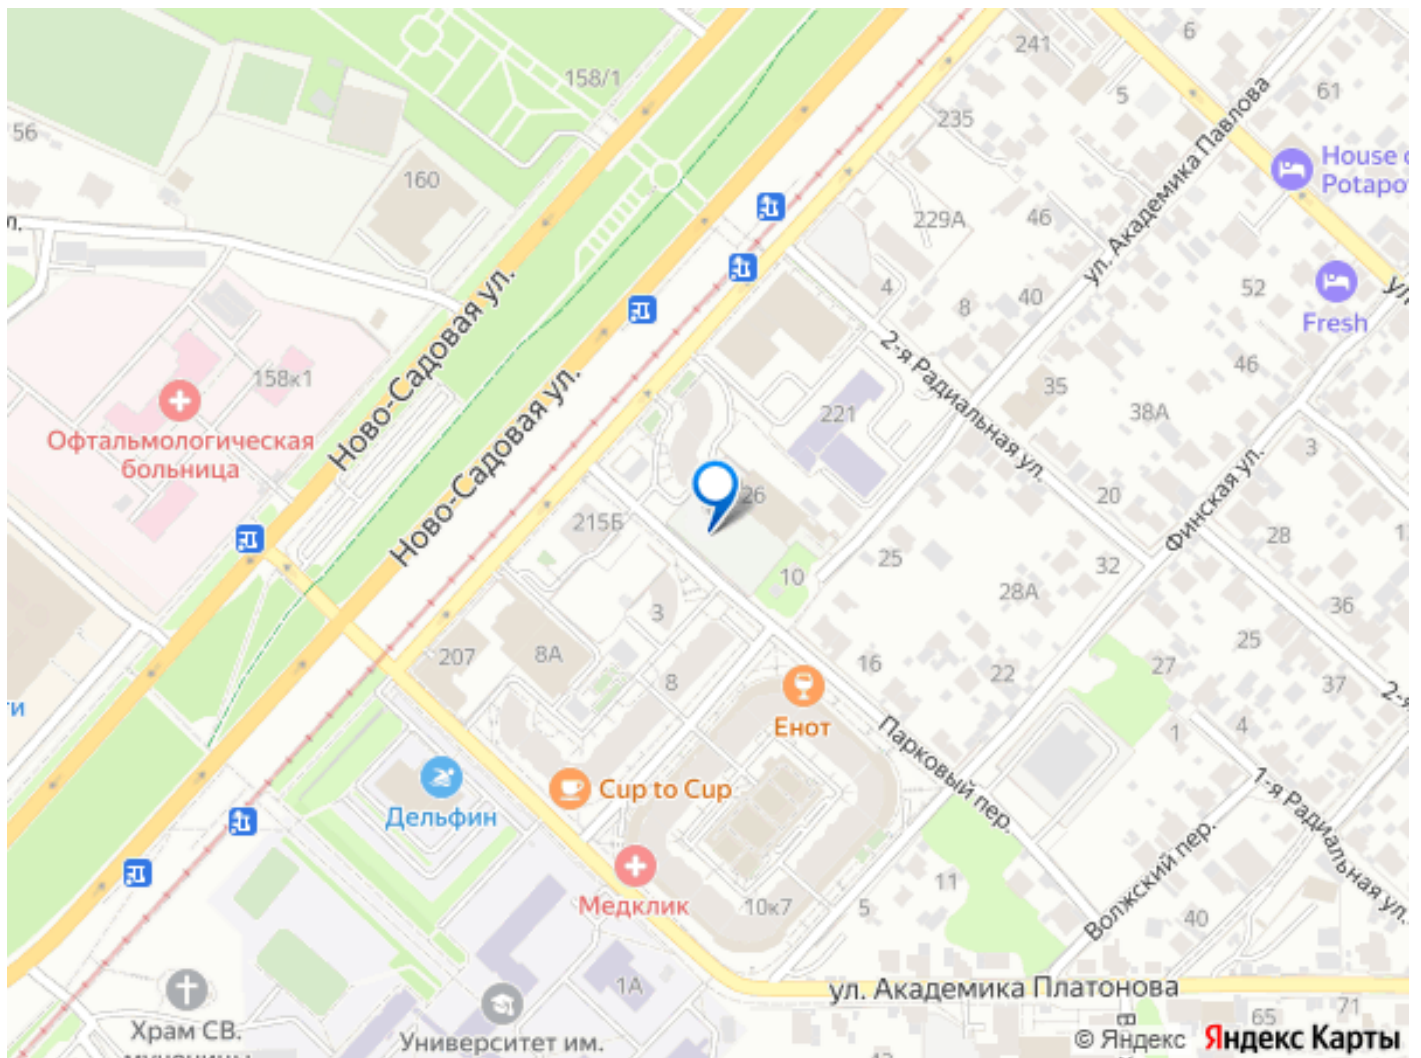 241
6
158/1
5
61
235
56
ул. Академика Павлова
House
Potapov
160
229А
46
Ново-Садовая ул.
4
8
40
52
Fresh
2-я Радиальная ул.
46
158к1
35
38А
221
Офтальмологическая
больница
Ново-Садовая ул.
3
26
20
Финская ул.
215Б
28
25
32
10
28А
36
3
25
207
8А
16
27
22
8
37
Енот
Парковый пер.
1
4
Cup to Cup
Дельфин
1-я Радиальная ул.
Волжский пер.
11
Медклик
10к7
5
40
1А
ул. Академика Платонова
Храм СВ.
Университет им.
65
71
© Яндекс
Яндекс Карты